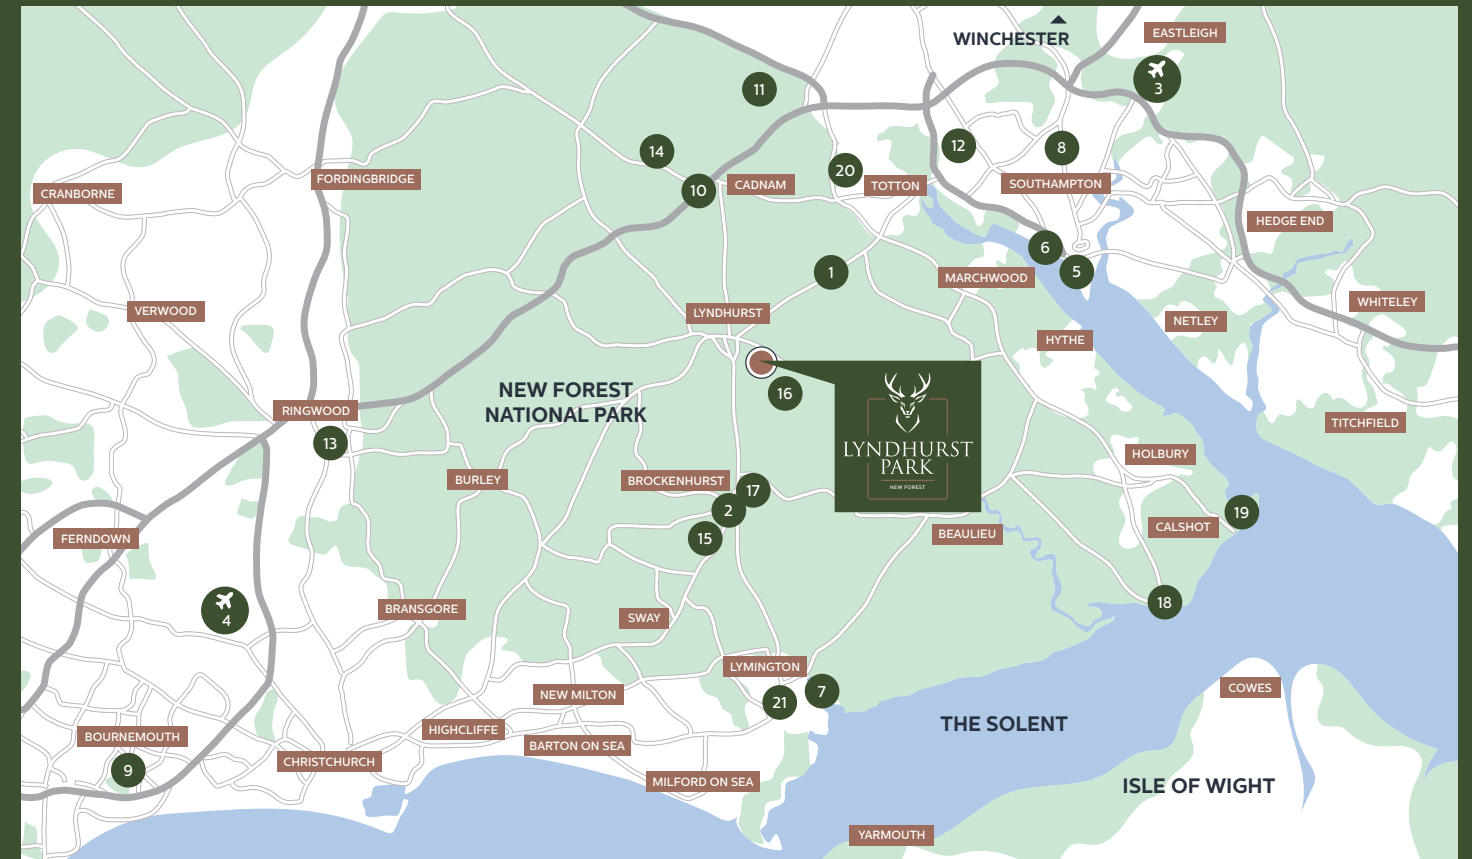 WINCHESTER
EASTLEIGH
3
11
14
12
8
10
CADNAM
20
TOTTON
SOUTHAMPTON
FORDINGBRIDGE
CRANBORNE
HEDGE END
6
5
1
MARCHWOOD
WHITELEY
VERWOOD
LYNDHURST
NETLEY
HYTHE
NEW FOREST
NATIONAL PARK
16
LYNDHURST
PARK
NEW FOREST
RINGWOOD
13
TITCHFIELD
HOLBURY
BURLEY
BROCKENHURST
17
2
15
19
CALSHOT
BEAULIEU
FERNDOWN
4
BRANSGORE
SWAY
18
LYMINGTON
7
21
COWES
NEW MILTON
THE SOLENT
HIGHCLIFFE
BOURNEMOUTH
BARTON ON SEA
CHRISTCHURCH
9
MILFORD ON SEA
ISLE OF WIGHT
YARMOUTH